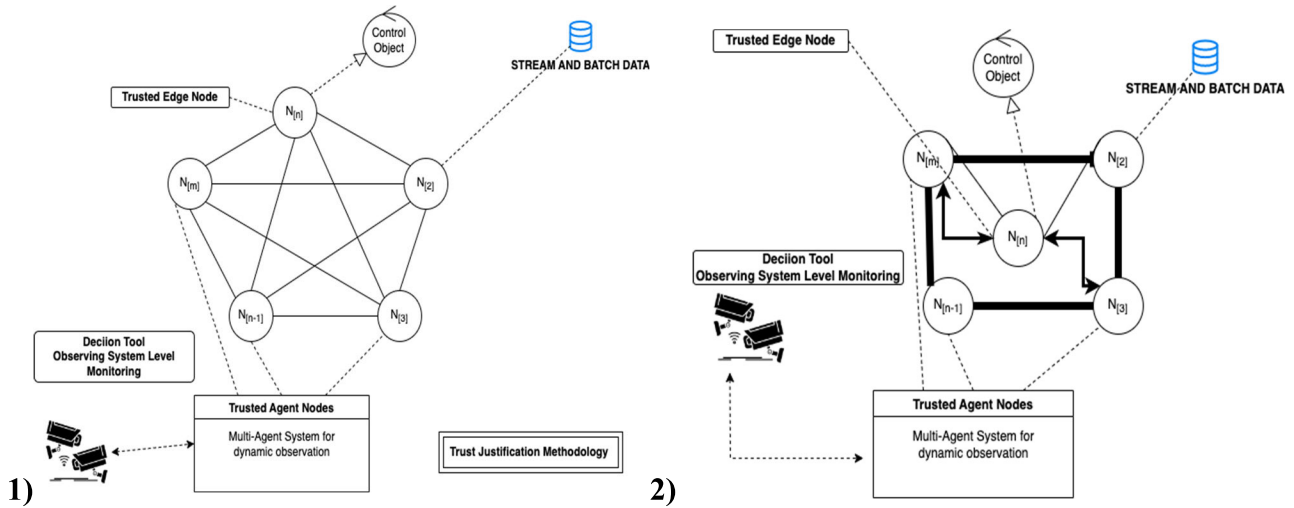 Control
Object
STREAM AND BATCH DATA
Trusted Edge Node
N[n]
N[m]
N[2]
N[n-1]
N[3]
Deciion Tool
Observing System Level
Monitoring
Trusted Agent Nodes
Multi-Agent System for
dynamic observation
Trust Justification Methodology
1)
Trusted Edge Node
Control
Object
STREAM AND BATCH DATA
N[m]
N[2]
N[n]
Deciion Tool
Observing System Level Monitoring
N[n-1]
N[3]
Trusted Agent Nodes
Multi-Agent System for
dynamic observation
2)